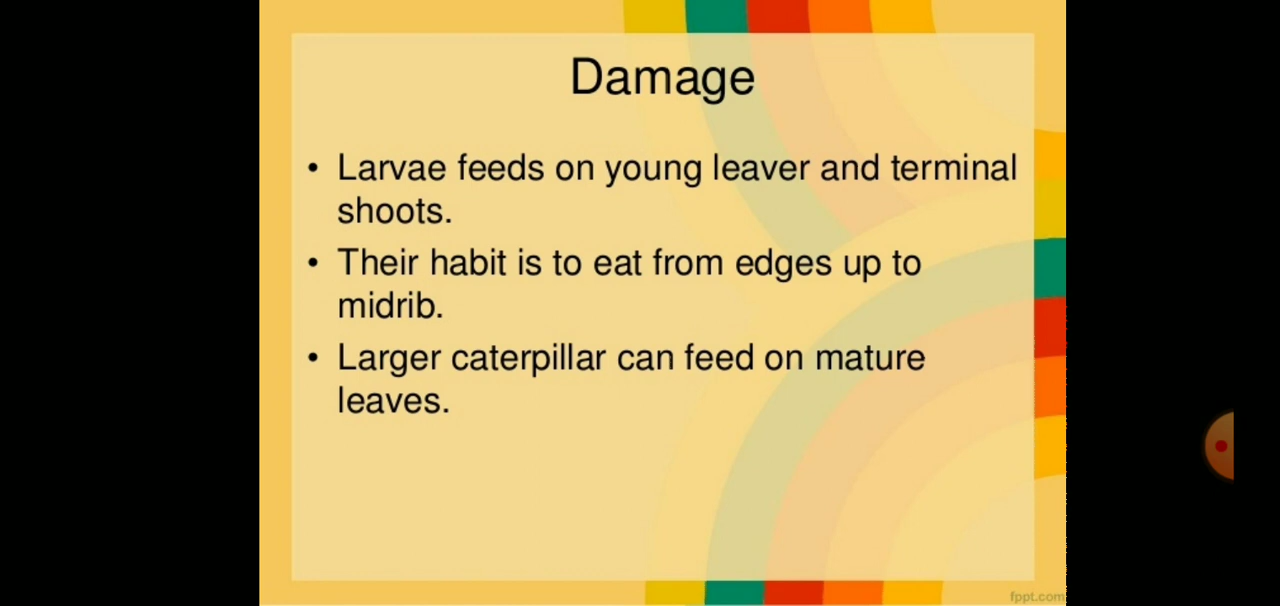 Damage
• Larvae feeds on young leaver and terminal
shoots.
• Their habit is to eat from edges up to
midrib.
• Larger caterpillar can feed on mature
leaves.
fppt.com